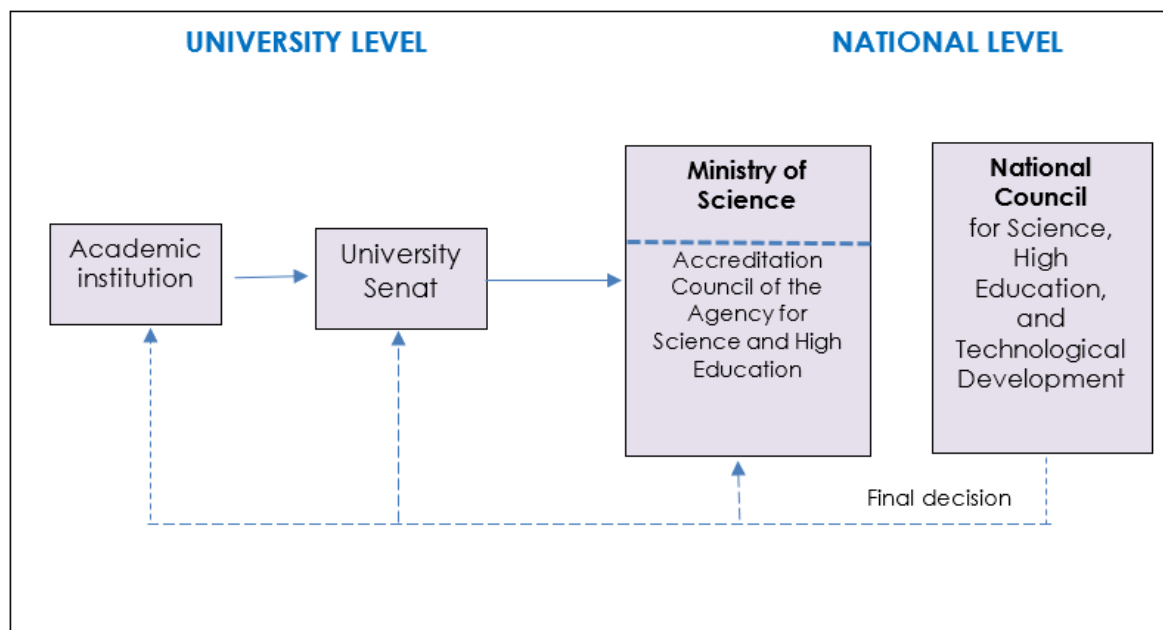 UNIVERSITY LEVEL
NATIONAL LEVEL
Academic
institution
University
Senat
Ministry of
Science
Accreditation
Council of the
Agency for
Science and High
Education
National
Council
for Science,
High
Education,
and
Technological
Development
Final decision